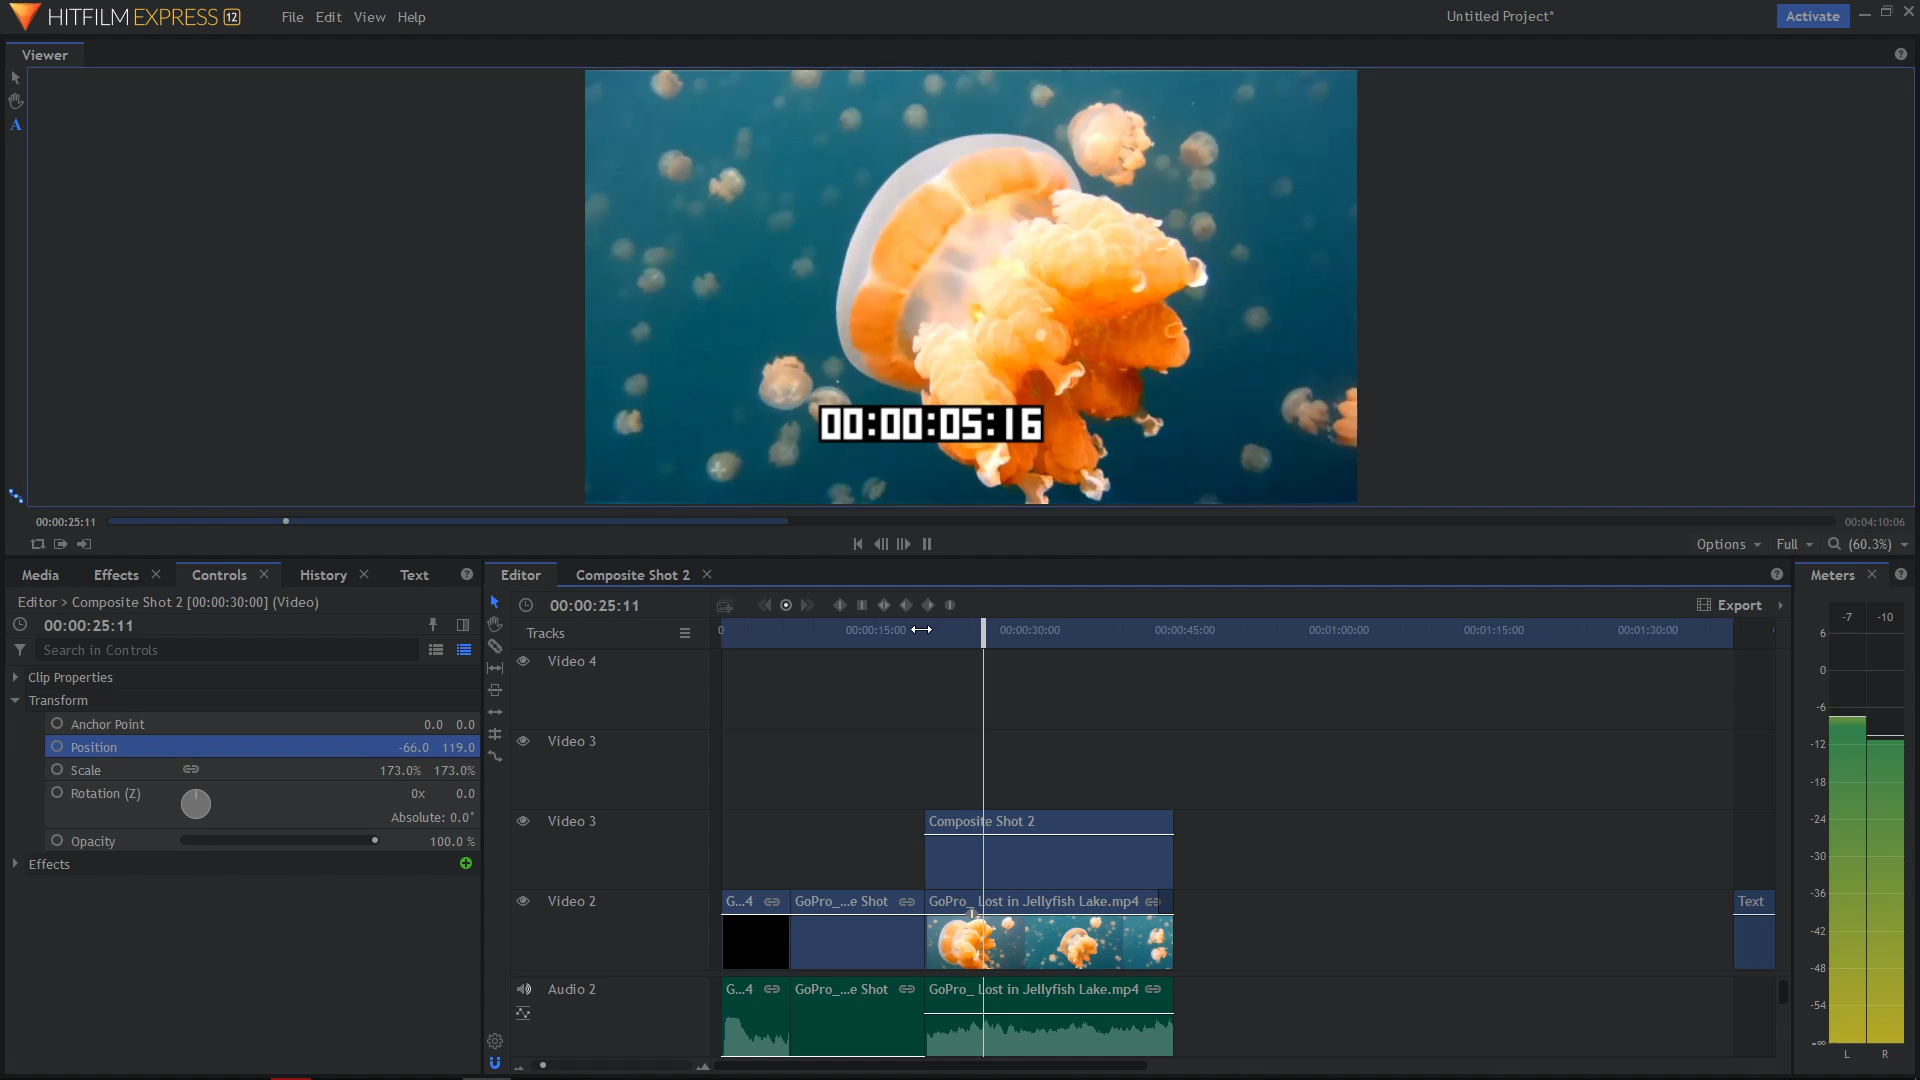 HITFILM EXPRESS 12 File Edit View Help Untitled Project* Activate
Viewer
A
00:00:05:16
00:00:25:11 00:04:10:06
Options Full (60.3%)
Media Effects Controls History Text
Editor > Composite Shot 2 [00:00:30:00] (Video)
00:00:25:11
Search in Controls
Clip Properties
Transform
Anchor Point 0.0 0.0
Position -66.0 119.0
Scale 173.0% 173.0%
Rotation (Z) 0x 0.0
Absolute: 0.0°
Opacity 100.0 %
Effects
Editor Composite Shot 2
00:00:25:11 Export
Tracks 0 00:00:15:00 00:00:30:00 00:00:45:00 00:01:00:00 00:01:15:00 00:01:30:00
Video 4
Video 3
Video 3 Composite Shot 2
Video 2 G...4 GoPro_...e Shot GoPro_ Lost in Jellyfish Lake.mp4 Text
Audio 2 G...4 GoPro_...e Shot GoPro_ Lost in Jellyfish Lake.mp4
Meters
-7 -10
6
0
-6
-12
-18
-24
-30
-36
-42
-48
-54
-∞
L R